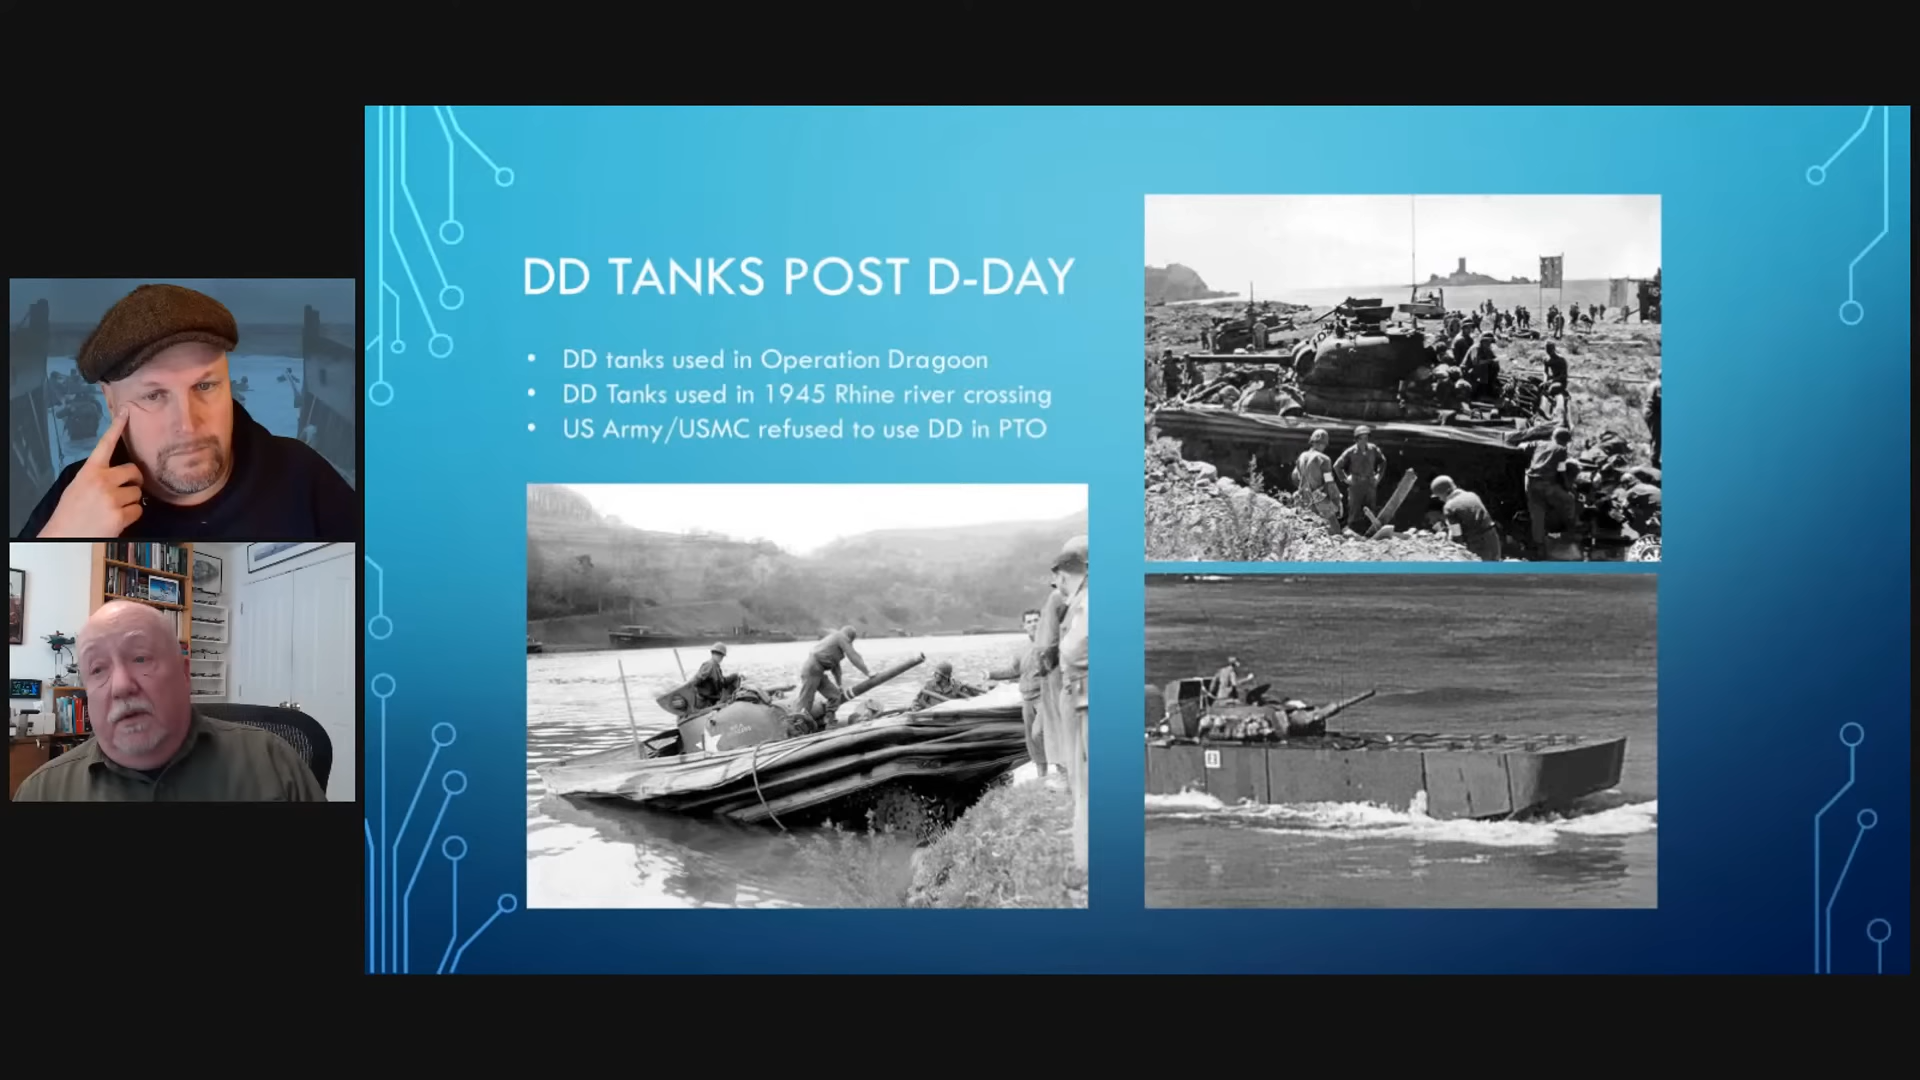 DD TANKS POST D-DAY
• DD tanks used in Operation Dragoon
• DD Tanks used in 1945 Rhine river crossing
• US Army/USMC refused to use DD in PTO